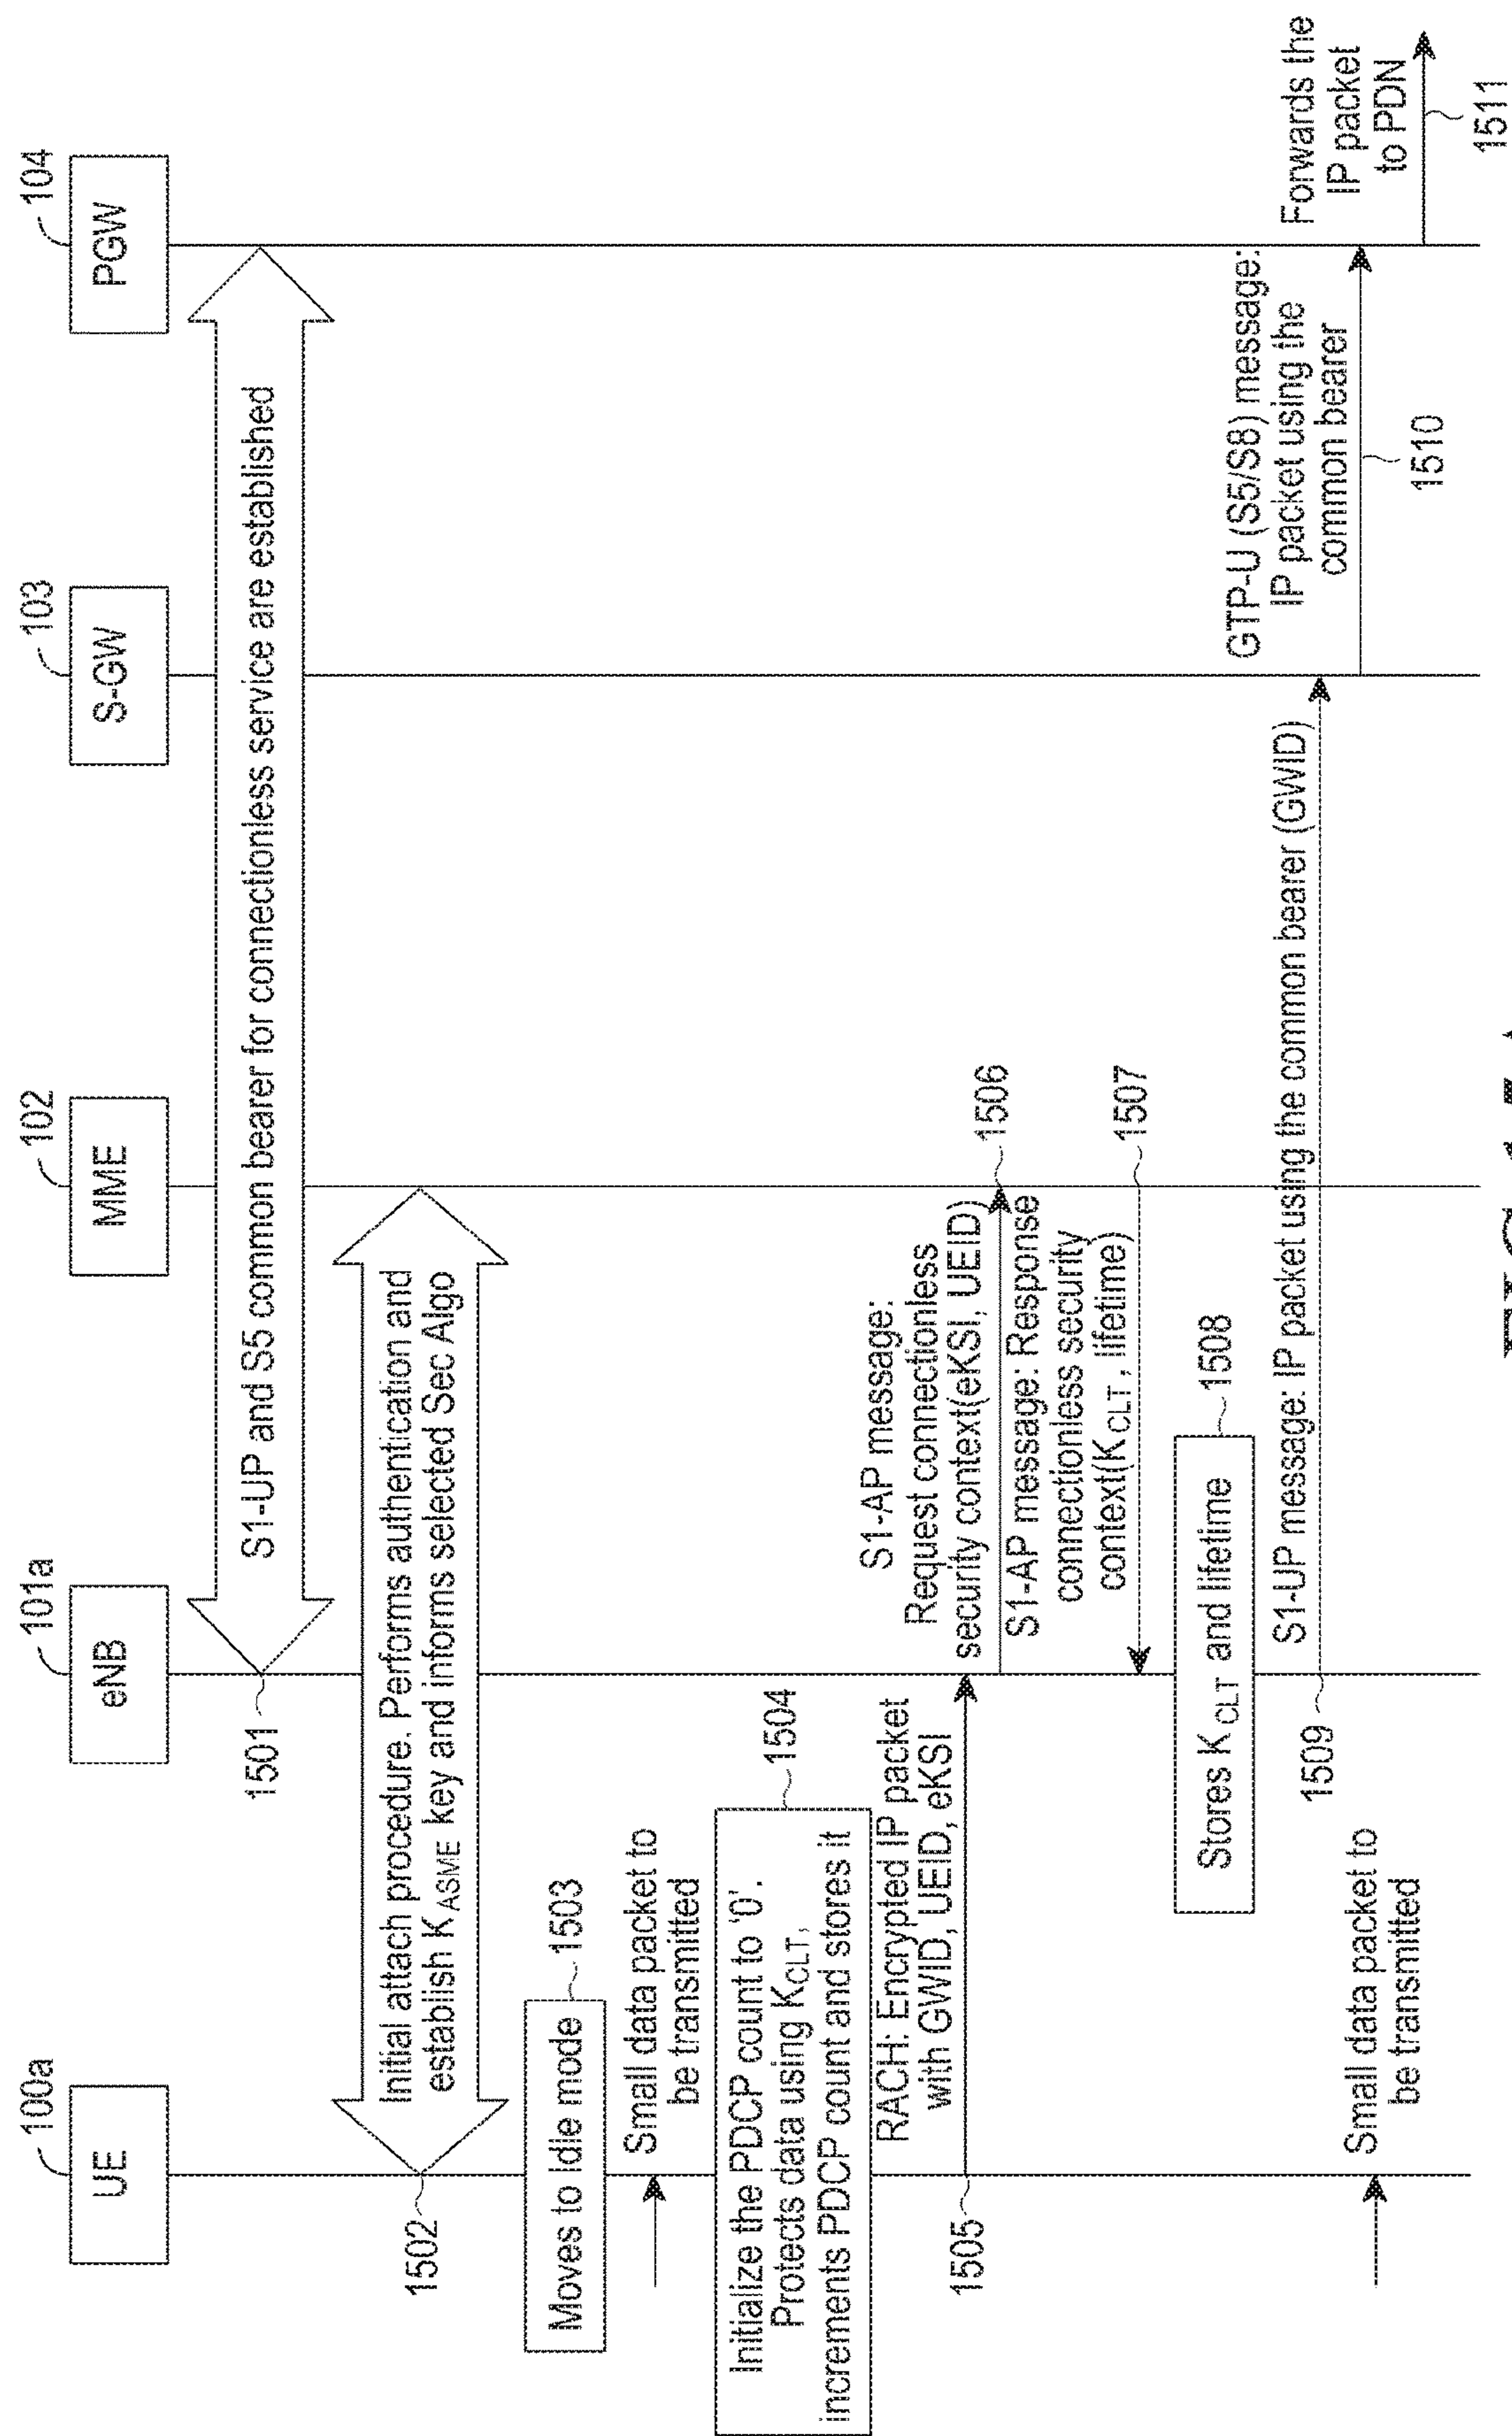 100a
UE
101a
eNB
102
MME
103
S-GW
104
PGW
S1-UP and S5 common bearer for connectionless service are established
1501
Initial attach procedure. Performs authentication and
establish KASME key and informs selected Sec Algo
1502
Moves to Idle mode
1503
Small data packet to
be transmitted
Initialize the PDCP count to '0'.
Protects data using KCLT,
increments PDCP count and stores it
1504
RACH: Encrypted IP packet
with GWID, UEID, eKSI
1505
S1-AP message:
Request connectionless
security context(eKSI, UEID)
1506
S1-AP message: Response
connectionless security
context(KCLT, lifetime)
1507
Stores KCLT and lifetime
1508
S1-UP message: IP packet using the common bearer (GWID)
1509
GTP-U (S5/S8) message:
IP packet using the
common bearer
1510
Small data packet to
be transmitted
Forwards the
IP packet
to PDN
1511